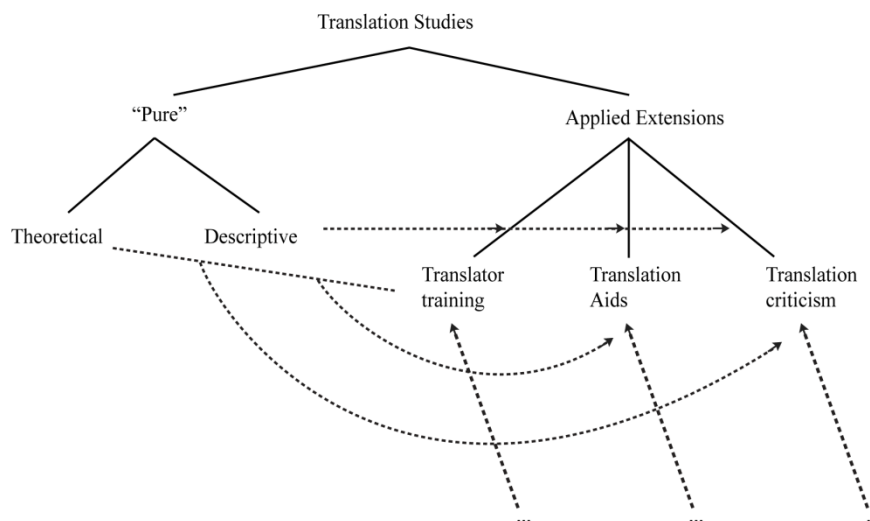 Translation Studies
“Pure”
Applied Extensions
Theoretical
Descriptive
Translator
training
Translation
Aids
Translation
criticism